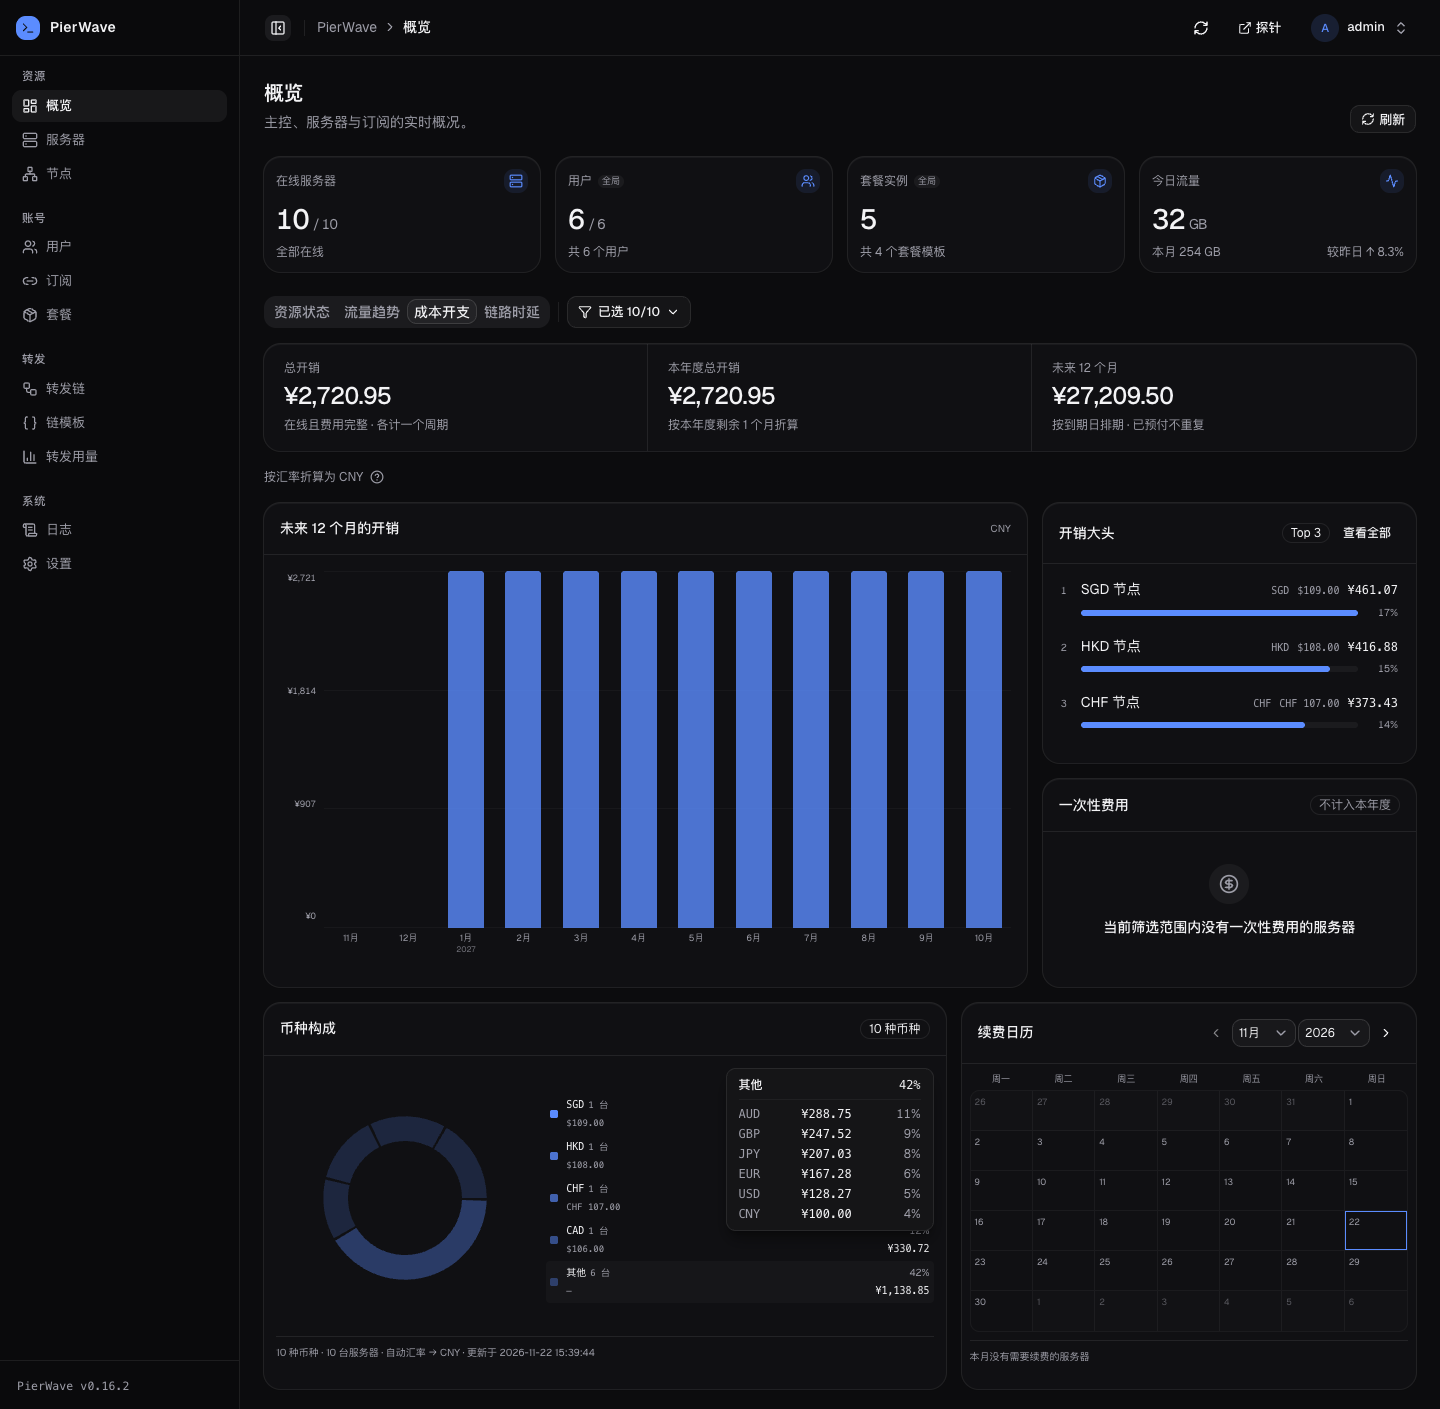 PierWave
资源
概览
服务器
节点
账号
用户
订阅
套餐
转发
转发链
链模板
转发用量
系统
日志
设置
PierWave v0.16.2
PierWave > 概览
探针
A admin
概览
主控、服务器与订阅的实时概况。
刷新
在线服务器
10 / 10
全部在线
用户 全局
6 / 6
共 6 个用户
套餐实例 全局
5
共 4 个套餐模板
今日流量
32 GB
本月 254 GB 较昨日 ↑ 8.3%
资源状态 流量趋势 成本开支 链路时延 已选 10/10
总开销
¥2,720.95
在线且费用完整 · 各计一个周期
本年度总开销
¥2,720.95
按本年度剩余 1 个月折算
未来 12 个月
¥27,209.50
按到期日排期 · 已预付不重复
按汇率折算为 CNY
未来 12 个月的开销 CNY
¥2,721
¥1,814
¥907
¥0
11月 12月 1月 2月 3月 4月 5月 6月 7月 8月 9月 10月
2027
开销大头 Top 3 查看全部
1 SGD 节点 SGD $109.00 ¥461.07
17%
2 HKD 节点 HKD $108.00 ¥416.88
15%
3 CHF 节点 CHF CHF 107.00 ¥373.43
14%
一次性费用 不计入本年度
当前筛选范围内没有一次性费用的服务器
币种构成 10 种币种
SGD 1 台
$109.00
HKD 1 台
$108.00
CHF 1 台
CHF 107.00
CAD 1 台 12%
$106.00 ¥330.72
其他 6 台 42%
— ¥1,138.85
其他 42%
AUD ¥288.75 11%
GBP ¥247.52 9%
JPY ¥207.03 8%
EUR ¥167.28 6%
USD ¥128.27 5%
CNY ¥100.00 4%
10 种币种 · 10 台服务器 · 自动汇率 → CNY · 更新于 2026-11-22 15:39:44
续费日历 11月 2026
周一 周二 周三 周四 周五 周六 周日
26 27 28 29 30 31 1
2 3 4 5 6 7 8
9 10 11 12 13 14 15
16 17 18 19 20 21 22
23 24 25 26 27 28 29
30 1 2 3 4 5 6
本月没有需要续费的服务器